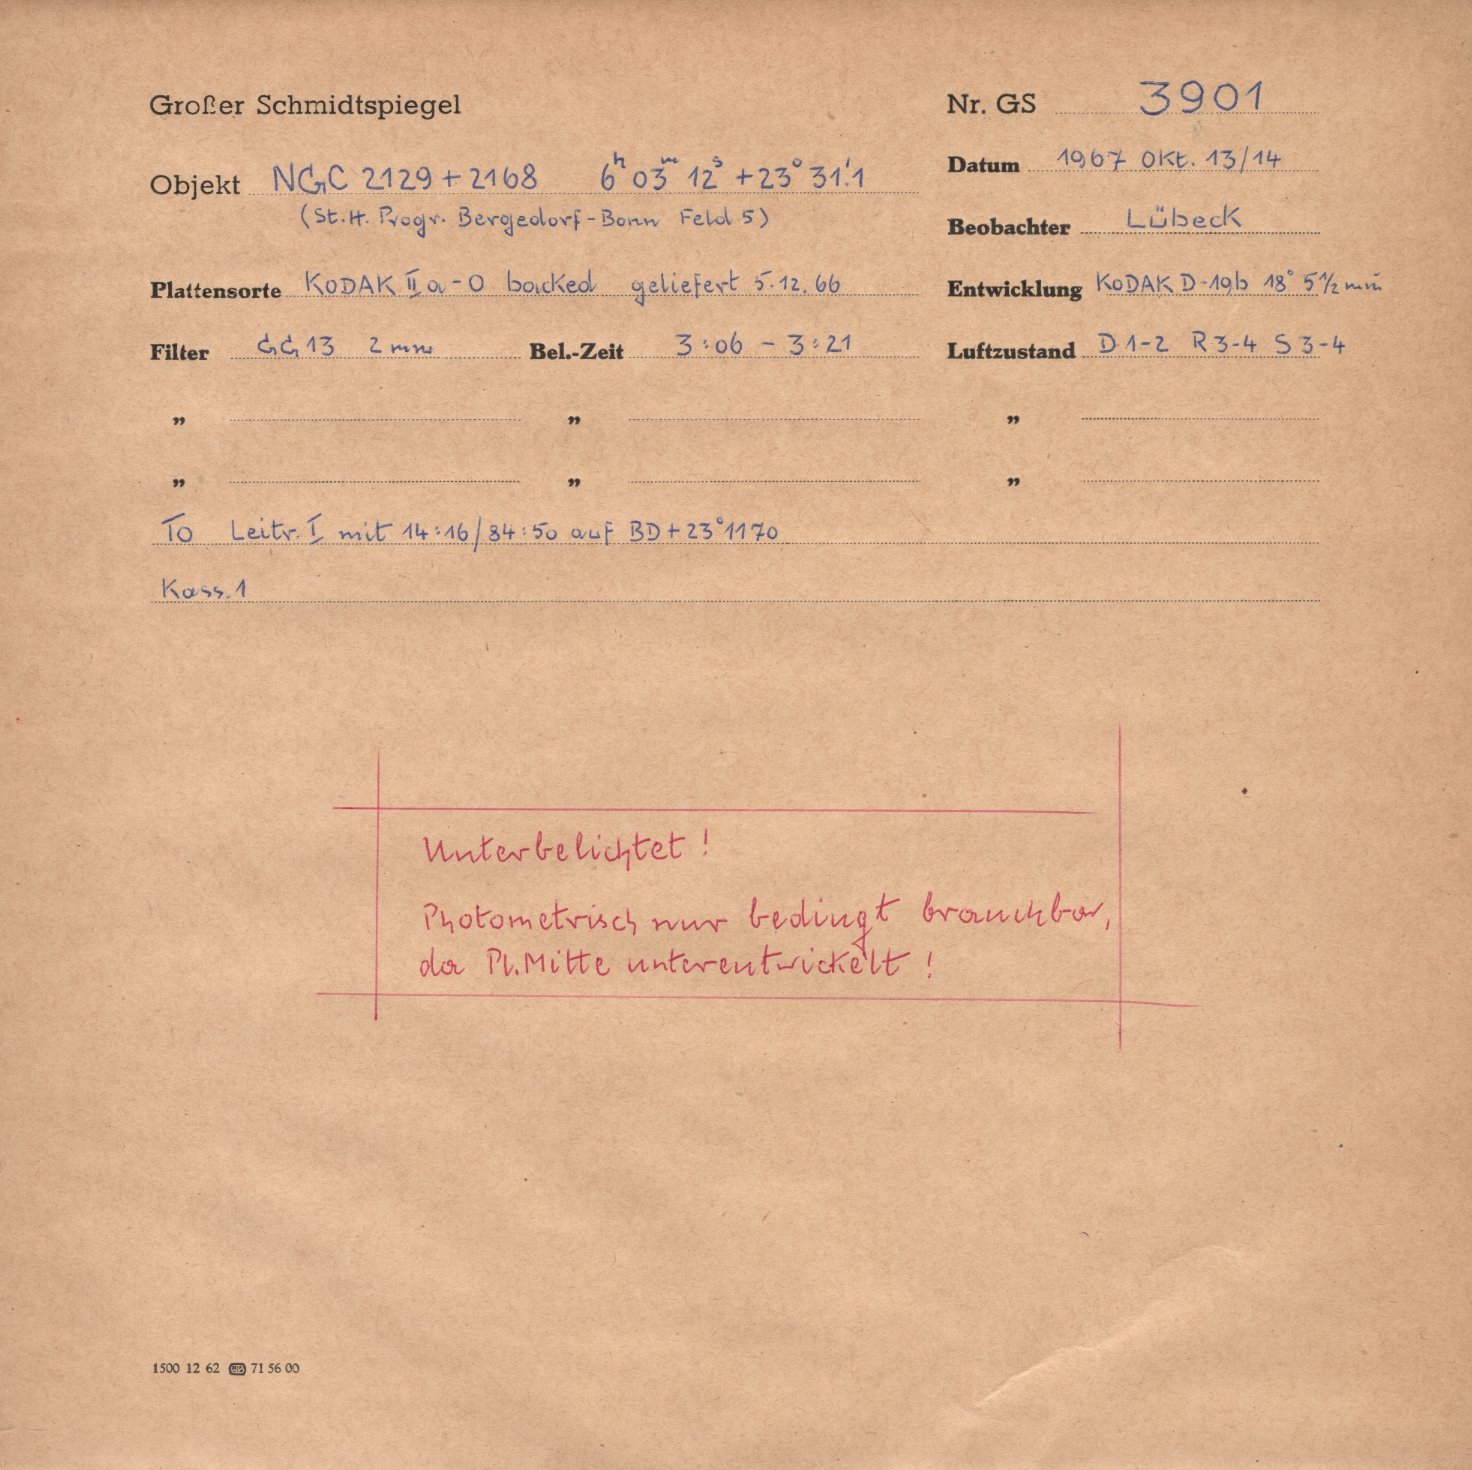 Großer Schmidtspiegel
Nr. GS 3901
Datum 1967 Okt. 13/14
Objekt NGC 2129 + 2168 6h 03m 12s +23° 31!1
(St.H. Progr. Bergedorf-Bonn Feld 5)
Beobachter Lübeck
Plattensorte KODAK IIa-O backed geliefert 5.12.66
Entwicklung KODAK D-19b 18° 5 1/2 min
Filter GG13 2 mm Bel.-Zeit 3:06 - 3:21 Luftzustand D 1-2 R 3-4 S 3-4
„ „ „
„ „ „
To Leitr. I mit 14:16/84:50 auf BD+23°1170
Kass. 1
Unterbelichtet!
Photometrisch nur bedingt brauchbar,
da Pl.Mitte unterentwickelt!
1500 12 62 71 56 00